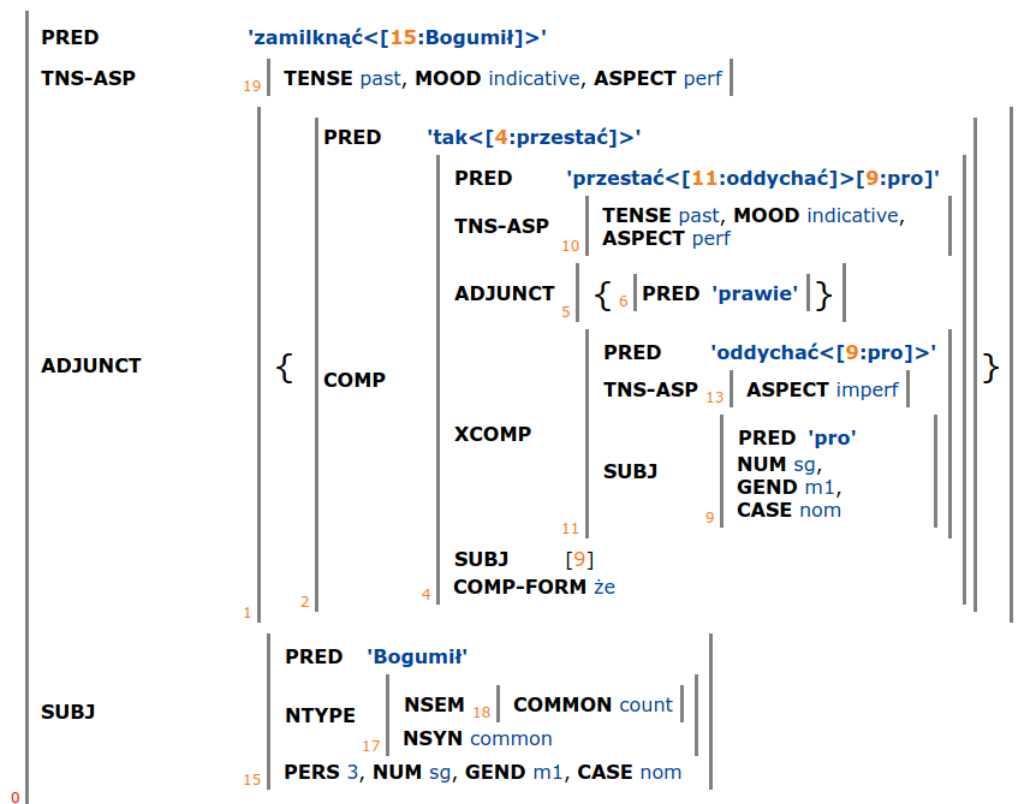 PRED 'zamilknąć<[15:Bogumił]>'
TNS-ASP 19 TENSE past, MOOD indicative, ASPECT perf
PRED 'tak<[4:przestać]>'
PRED 'przestać<[11:oddychać]>[9:pro]'
TNS-ASP 10 TENSE past, MOOD indicative,
ASPECT perf
ADJUNCT 5 { 6 PRED 'prawie' }
PRED 'oddychać<[9:pro]>'
ADJUNCT { COMP }
TNS-ASP 13 ASPECT imperf
XCOMP
PRED 'pro'
NUM sg,
SUBJ
GEND m1,
CASE nom
9
11
SUBJ [9]
COMP-FORM że
4
2
1
PRED 'Bogumił'
SUBJ NTYPE NSEM 18 COMMON count
NSYN common
17
PERS 3, NUM sg, GEND m1, CASE nom
15
0